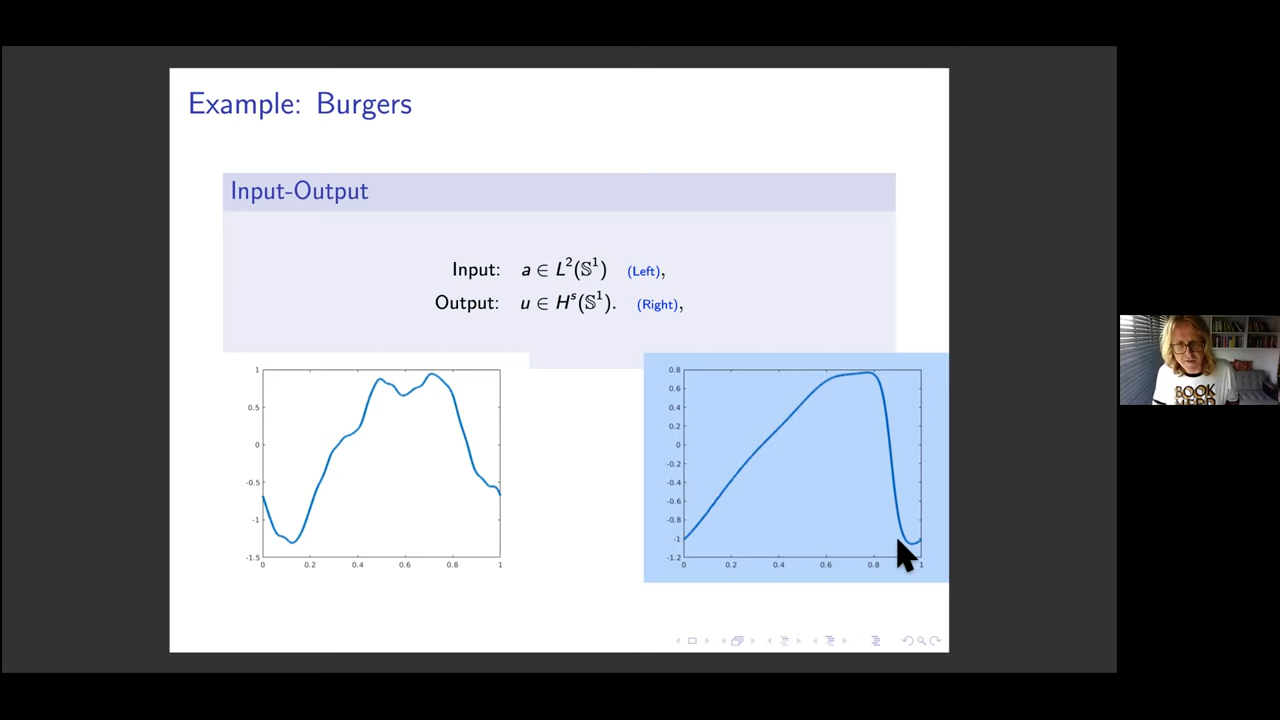 Example: Burgers
Input-Output
Input: a ∈ L²(𝕊¹) (Left),
Output: u ∈ Hˢ(𝕊¹). (Right),
1
0.5
0
-0.5
-1
-1.5
0 0.2 0.4 0.6 0.8 1
0.8
0.6
0.4
0.2
0
-0.2
-0.4
-0.6
-0.8
-1
-1.2
0 0.2 0.4 0.6 0.8 1
BOOK